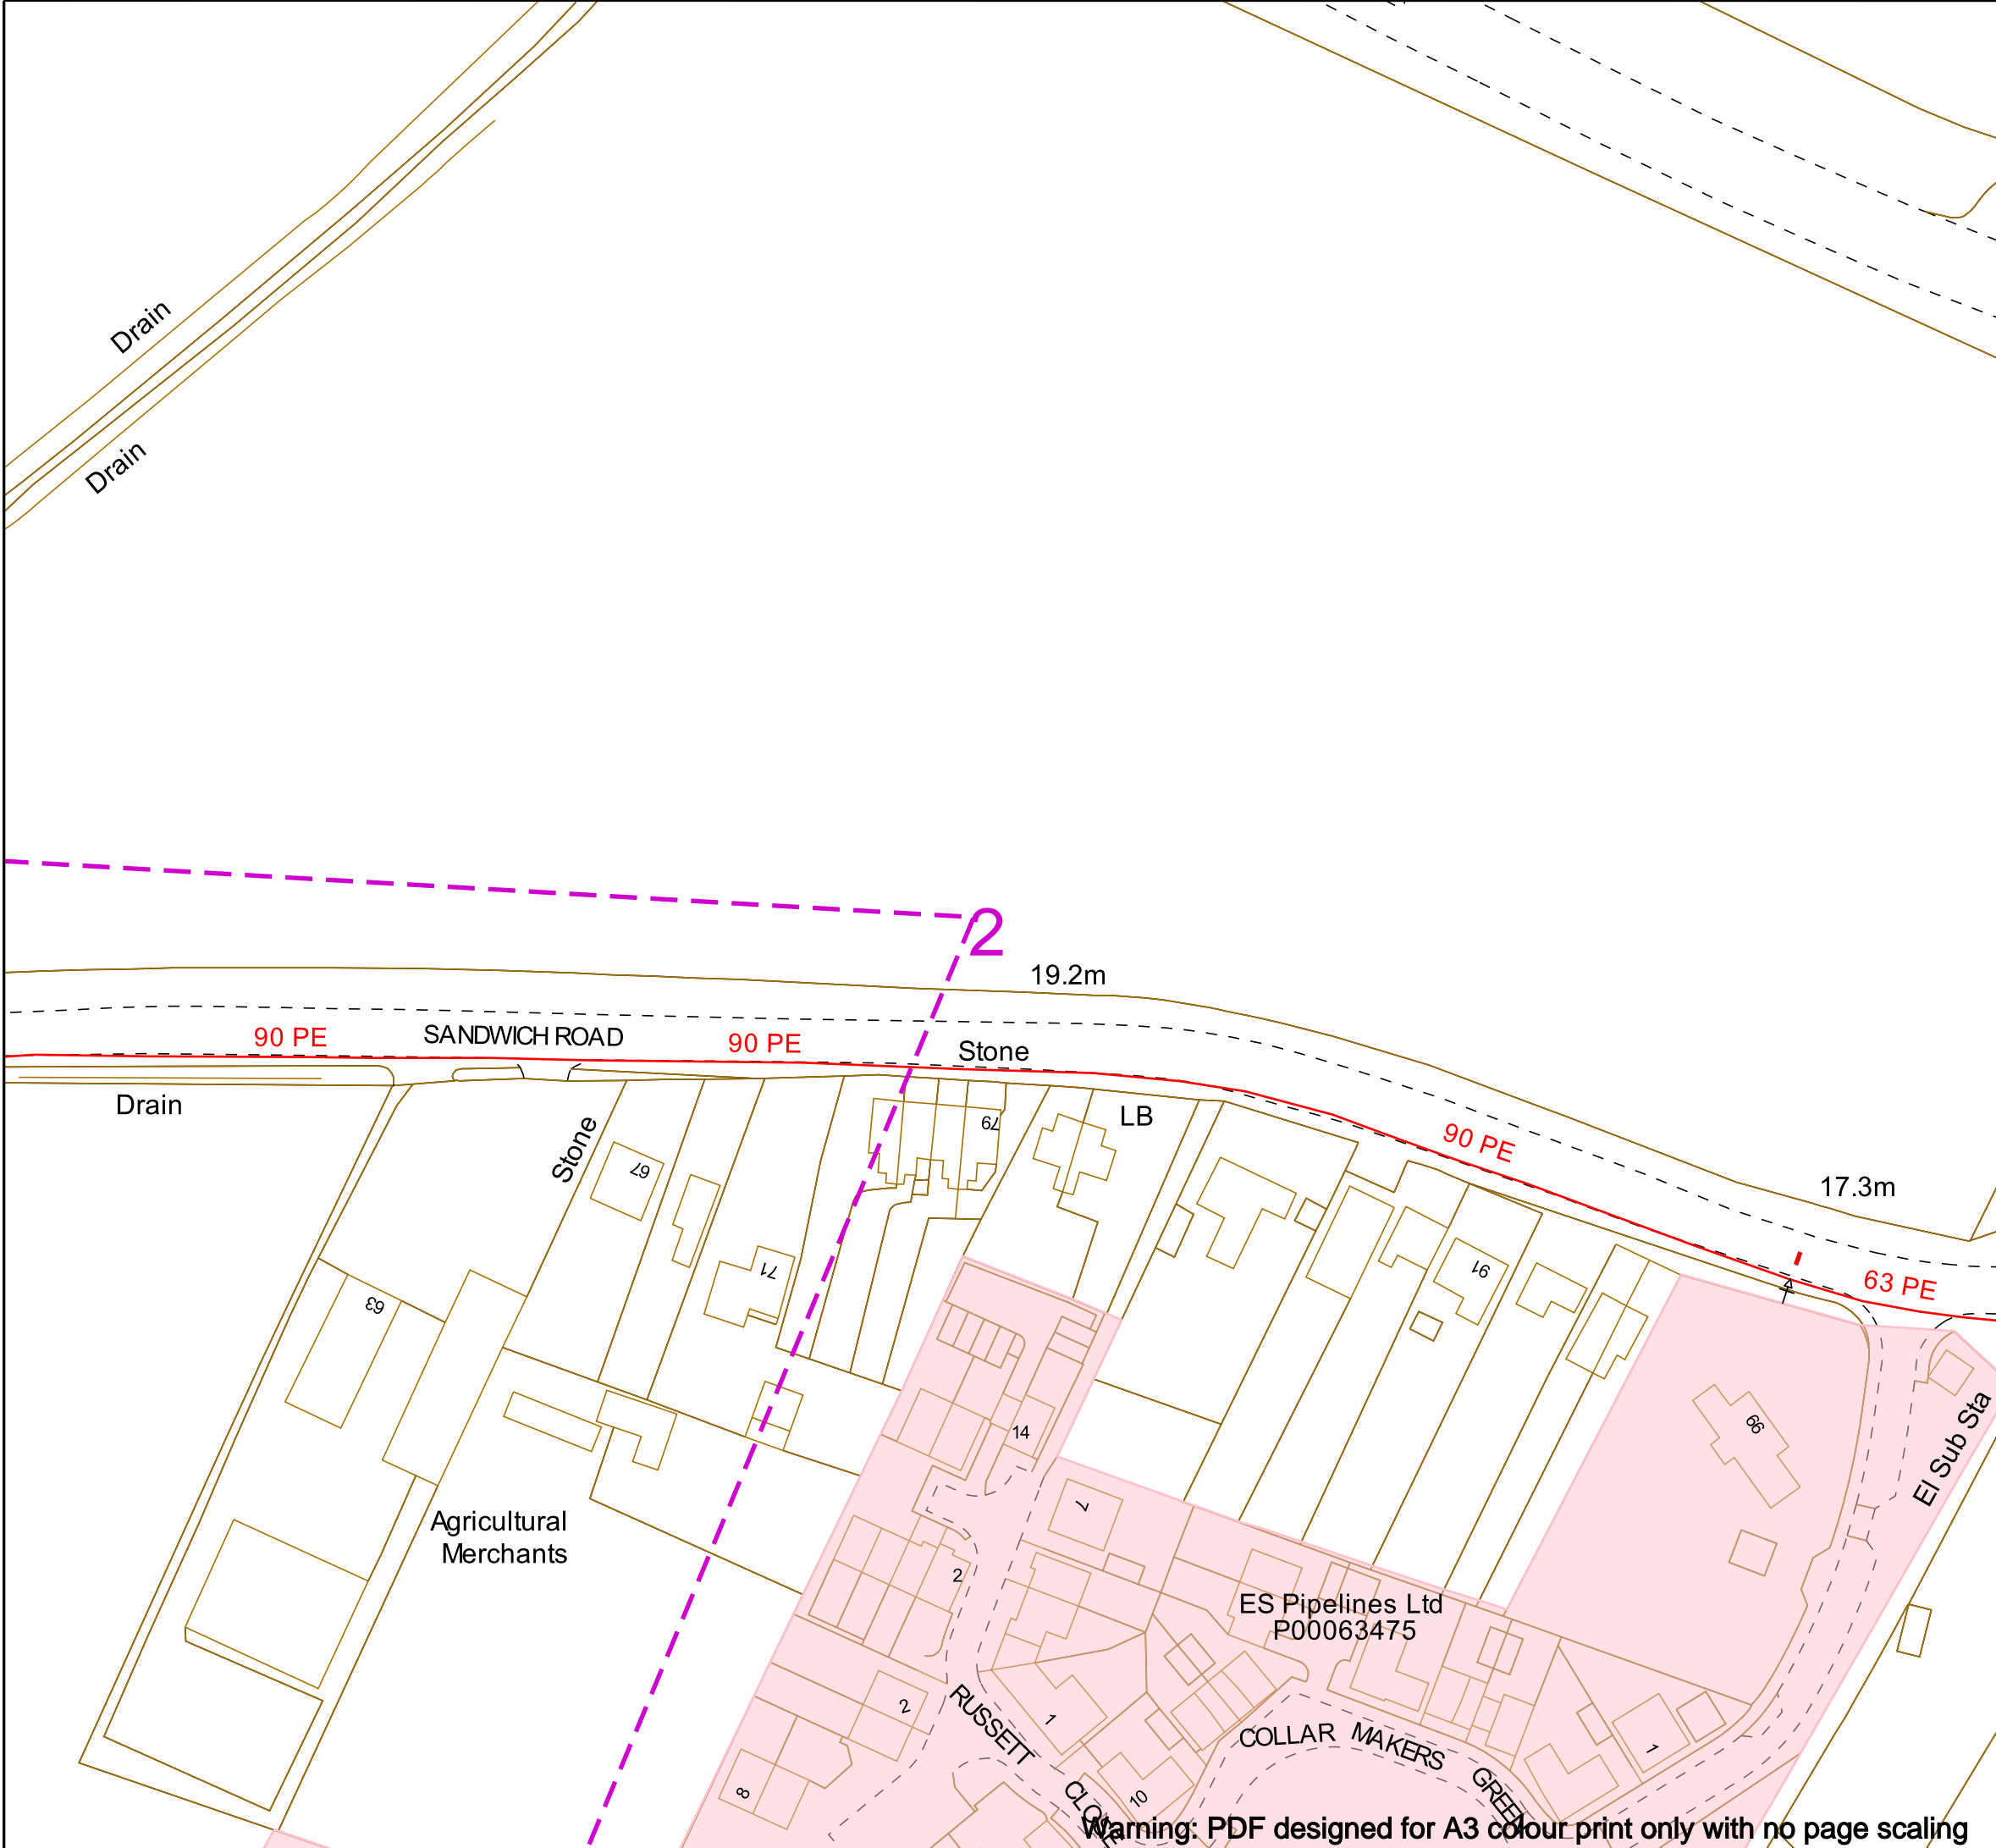 Drain
Drain
2
19.2m
90 PE
SANDWICH ROAD
90 PE
Stone
Drain
LB
79
90 PE
67
Stone
17.3m
71
91
63 PE
63
14
99
El Sub Sta
7
Agricultural
Merchants
2
ES Pipelines Ltd
P00063475
2
RUSSETT
CLOSE
1
COLLAR MAKERS
GREEN
1
8
10
Warning: PDF designed for A3 colour print only with no page scaling